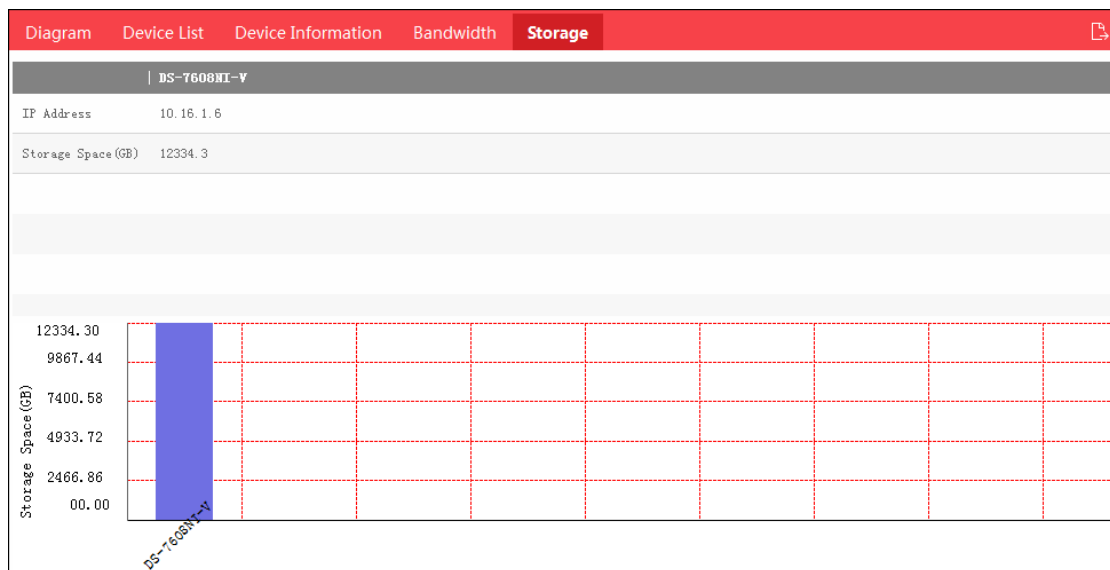 Diagram Device List Device Information Bandwidth Storage
| DS-7608NI-V
IP Address 10.16.1.6
Storage Space(GB) 12334.3
12334.30
9867.44
7400.58
4933.72
2466.86
00.00
Storage Space(GB)
DS-7608NI-V